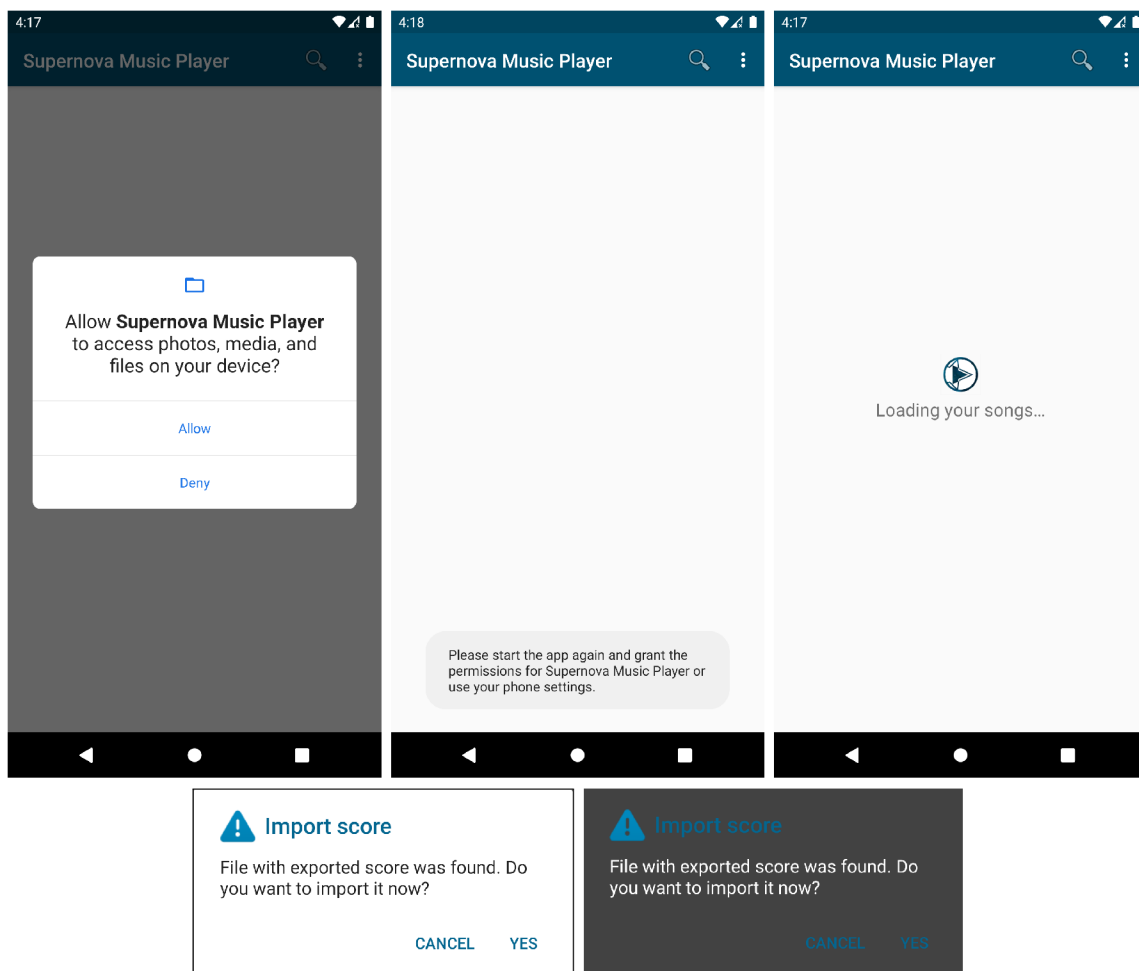 4:17
Supernova Music Player
Allow Supernova Music Player
to access photos, media, and
files on your device?
Allow
Deny
4:18
Supernova Music Player
Please start the app again and grant the
permissions for Supernova Music Player or
use your phone settings.
4:17
Supernova Music Player
Loading your songs...
Import score
File with exported score was found. Do
you want to import it now?
CANCEL YES
Import score
File with exported score was found. Do
you want to import it now?
CANCEL YES